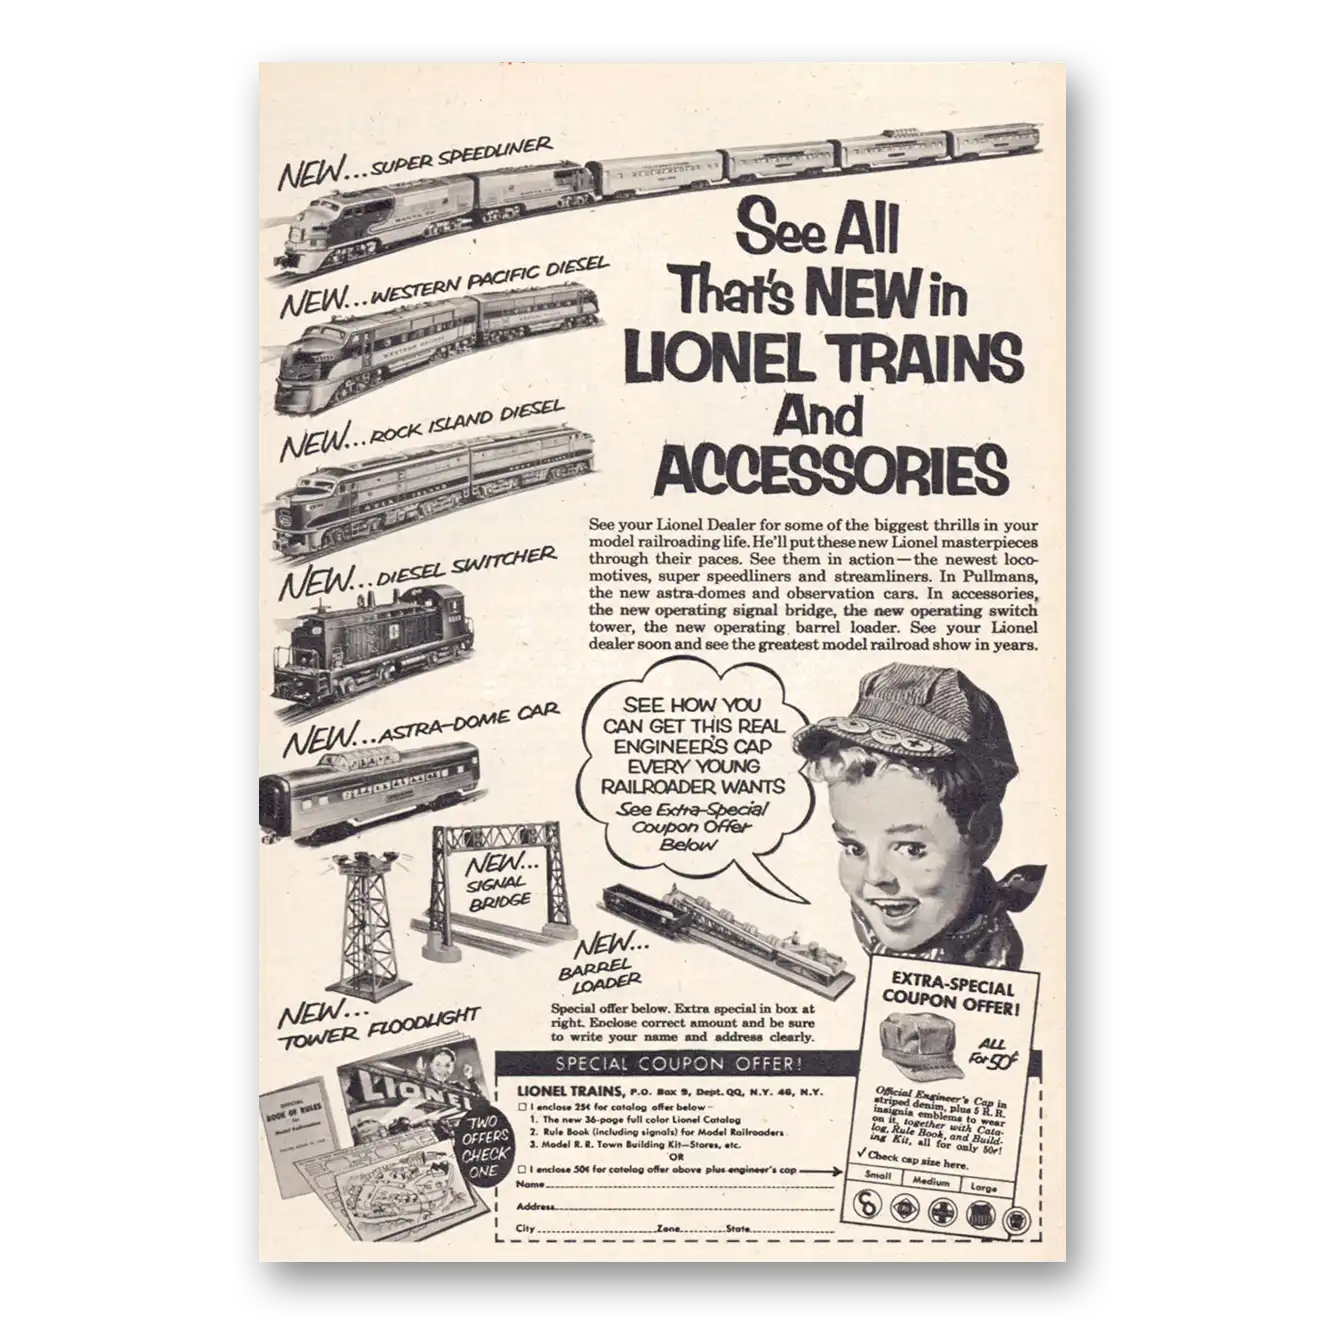 NEW...SUPER SPEEDLINER
SANTA FE
NEW...WESTERN PACIFIC DIESEL
WESTERN PACIFIC
NEW...ROCK ISLAND DIESEL
ROCK ISLAND
NEW...DIESEL SWITCHER
NEW...ASTRA-DOME CAR
See All
That's NEW in
LIONEL TRAINS
And
ACCESSORIES
See your Lionel Dealer for some of the biggest thrills in your
model railroading life. He'll put these new Lionel masterpieces
through their paces. See them in action—the newest loco-
motives, super speedliners and streamliners. In Pullmans,
the new astra-domes and observation cars. In accessories,
the new operating signal bridge, the new operating switch
tower, the new operating barrel loader. See your Lionel
dealer soon and see the greatest model railroad show in years.
SEE HOW YOU
CAN GET THIS REAL
ENGINEER'S CAP
EVERY YOUNG
RAILROADER WANTS
See Extra-Special
Coupon Offer
Below
NEW...
SIGNAL
BRIDGE
NEW...
BARREL
LOADER
NEW...
TOWER FLOODLIGHT
Special offer below. Extra special in box at
right. Enclose correct amount and be sure
to write your name and address clearly.
EXTRA-SPECIAL
COUPON OFFER!
ALL
For 50¢
Official Engineer's Cap in
striped denim, plus 5 R.R.
insignia emblems to wear
on it, together with Cata-
log, Rule Book, and Build-
ing Kit, all for only 50¢!
✓ Check cap size here.
Small Medium Large
OFFICIAL
BOOK OF RULES
for
Model Railroaders
LIONEL
TWO
OFFERS
CHECK
ONE
SPECIAL COUPON OFFER!
LIONEL TRAINS, P.O. Box 9, Dept. QQ, N.Y. 46, N.Y.
☐ I enclose 25¢ for catalog offer below—
1. The new 36-page full color Lionel Catalog
2. Rule Book (including signals) for Model Railroaders.
3. Model R. R. Town Building Kit—Stores, etc.
OR
☐ I enclose 50¢ for catalog offer above plus engineer's cap
Name
Address
City Zone State